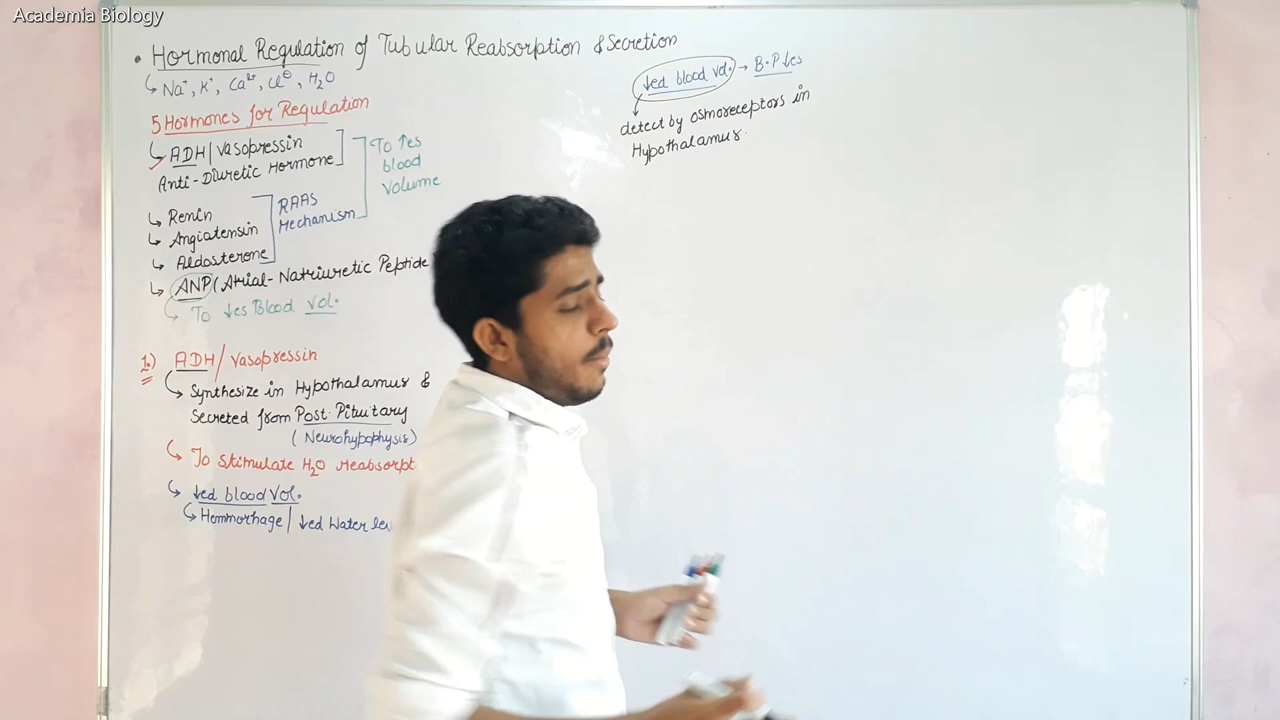 Academia Biology
• Hormonal Regulation of Tubular Reabsorption & Secretion
↳ Na⁺, K⁺, Ca²⁺, Cl⊖, H₂O
5 Hormones for Regulation
↳ ADH/Vasopressin
Anti-Diuretic Hormone
To ↑es
blood
volume
↳ Renin
↳ Angiotensin
↳ Aldosterone
RAAS
Mechanism
↳ ANP (Atrial-Natriuretic Peptide
↳ To ↓es Blood vol.
1.) ADH/Vasopressin
↳ Synthesize in Hypothalamus &
Secreted from Post. Pituitary
(Neurohypophysis)
↳ To Stimulate H₂O reabsorpt
↳ ↓ed blood Vol.
↳ Hemmorhage/↓ed Water lev
↓ed blood vol. → B.P ↓es
detect by osmoreceptors in
Hypothalamus.